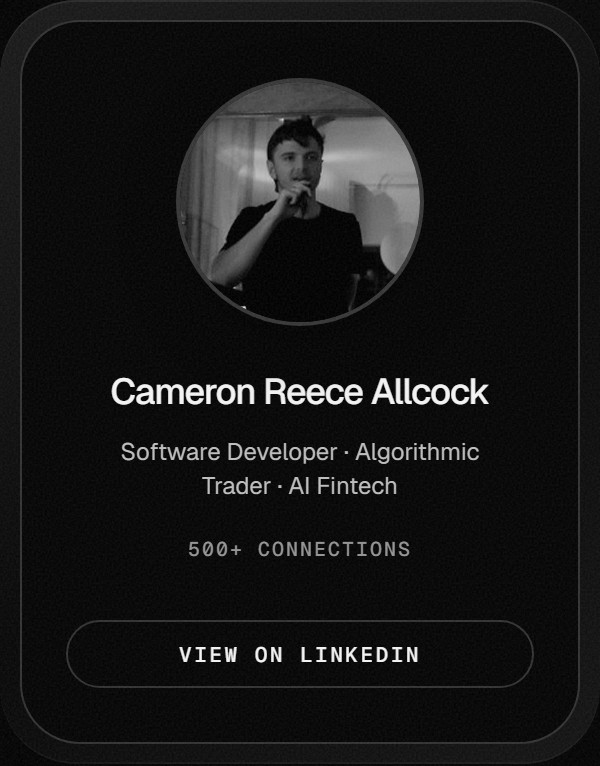 Cameron Reece Allcock
Software Developer · Algorithmic
Trader · AI Fintech
500+ CONNECTIONS
VIEW ON LINKEDIN